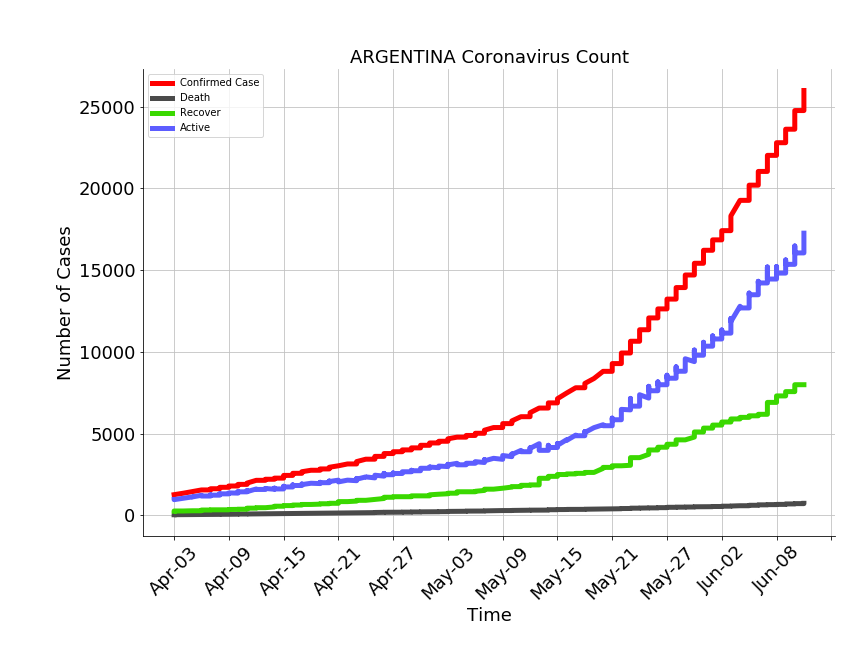 ARGENTINA Coronavirus Count
Confirmed Case
Death
Recover
Active
25000
20000
15000
10000
5000
0
Number of Cases
Apr-03
Apr-09
Apr-15
Apr-21
Apr-27
May-03
May-09
May-15
May-21
May-27
Jun-02
Jun-08
Time